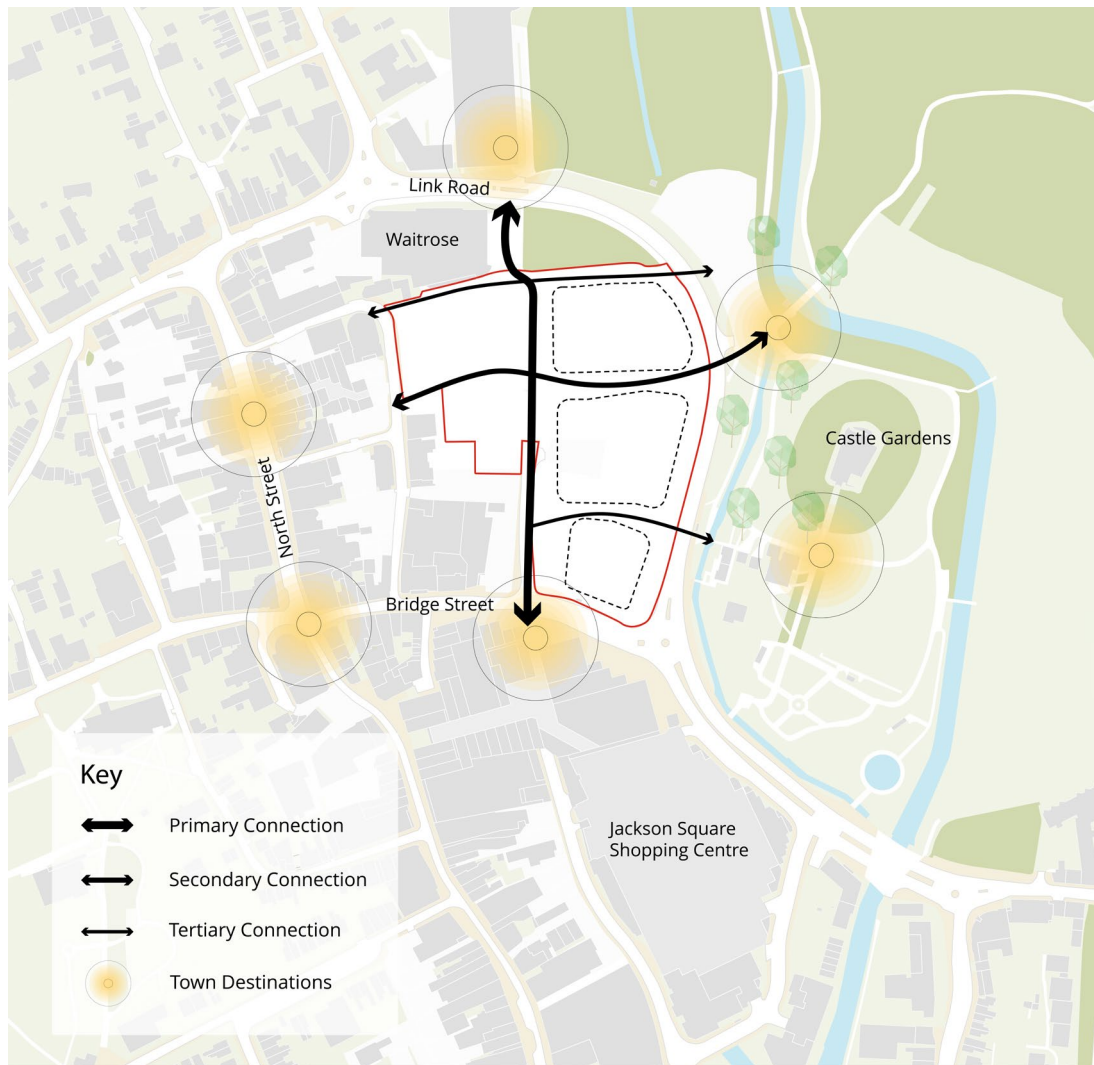 Link Road
Waitrose
Castle Gardens
North Street
Bridge Street
Jackson Square
Shopping Centre
Key
Primary Connection
Secondary Connection
Tertiary Connection
Town Destinations